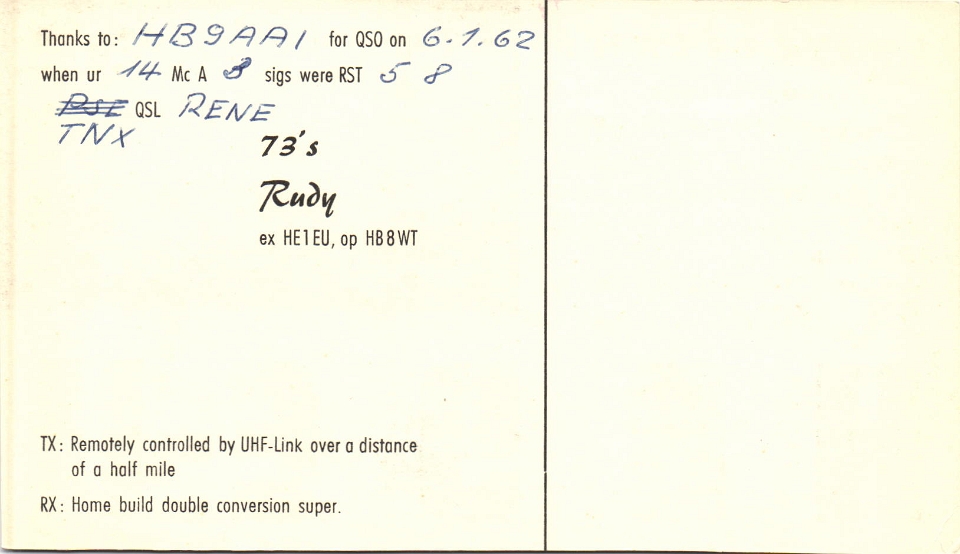 Thanks to: HB9AAI for QSO on 6.1.62
when ur 14 Mc A 3 sigs were RST 5 8
PSE QSL RENE
TNX
73's
Rudy
ex HE1EU, op HB8WT
TX: Remotely controlled by UHF-Link over a distance
of a half mile
RX: Home build double conversion super.